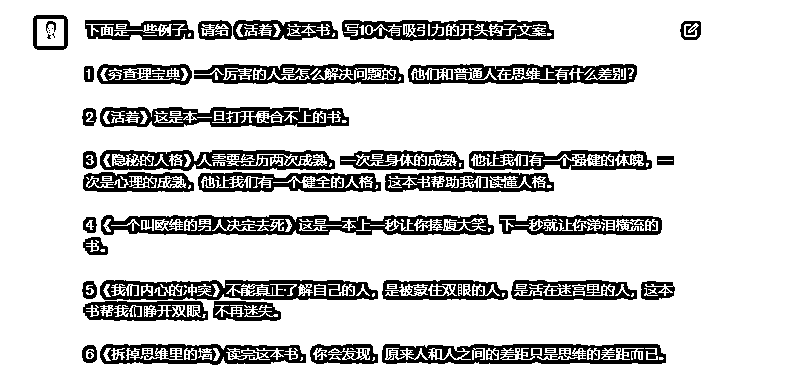 下面是一些例子，请给《活着》这本书，写10个有吸引力的开头钩子文案。
1《穷查理宝典》一个厉害的人是怎么解决问题的，他们和普通人在思维上有什么差别？
2《活着》这是本一旦打开便合不上的书。
3《隐秘的人格》人需要经历两次成熟，一次是身体的成熟，他让我们有一个强健的体魄，一
次是心理的成熟，他让我们有一个健全的人格，这本书帮助我们读懂人格。
4《一个叫欧维的男人决定去死》这是一本上一秒让你捧腹大笑，下一秒就让你涕泪横流的
书。
5《我们内心的冲突》不能真正了解自己的人，是被蒙住双眼的人，是活在迷宫里的人，这本
书帮我们睁开双眼，不再迷失。
6《拆掉思维里的墙》读完这本书，你会发现，原来人和人之间的差距只是思维的差距而已。